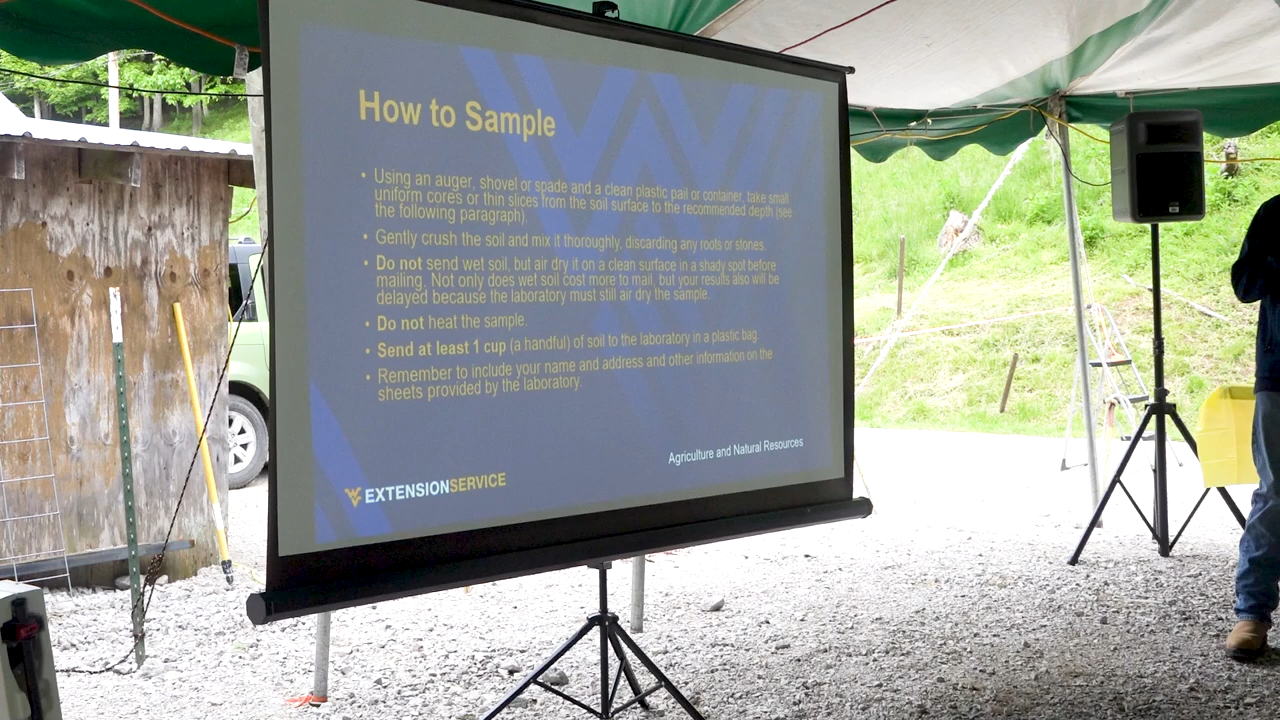 How to Sample
• Using an auger, shovel or spade and a clean plastic pail or container, take small
uniform cores or thin slices from the soil surface to the recommended depth (see
the following paragraph).
• Gently crush the soil and mix it thoroughly, discarding any roots or stones.
• Do not send wet soil, but air dry it on a clean surface in a shady spot before
mailing. Not only does wet soil cost more to mail, but your results also will be
delayed because the laboratory must still air dry the sample.
• Do not heat the sample.
• Send at least 1 cup (a handful) of soil to the laboratory in a plastic bag.
• Remember to include your name and address and other information on the
sheets provided by the laboratory.
Agriculture and Natural Resources
EXTENSIONSERVICE